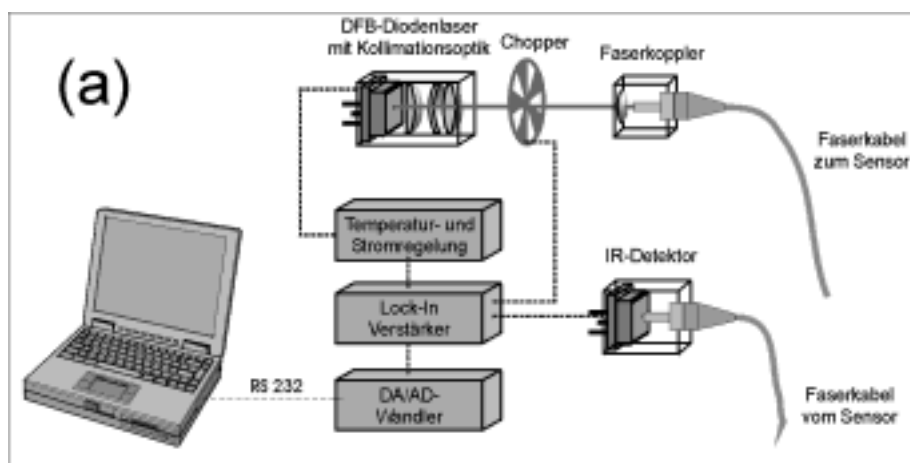 (a)
DFB-Diodenlaser
mit Kollimationsoptik
Chopper
Faserkoppler
Faserkabel
zum Sensor
Temperatur- und
Stromregelung
IR-Detektor
Lock-In
Verstärker
RS 232
DA/AD-
Wandler
Faserkabel
vom Sensor